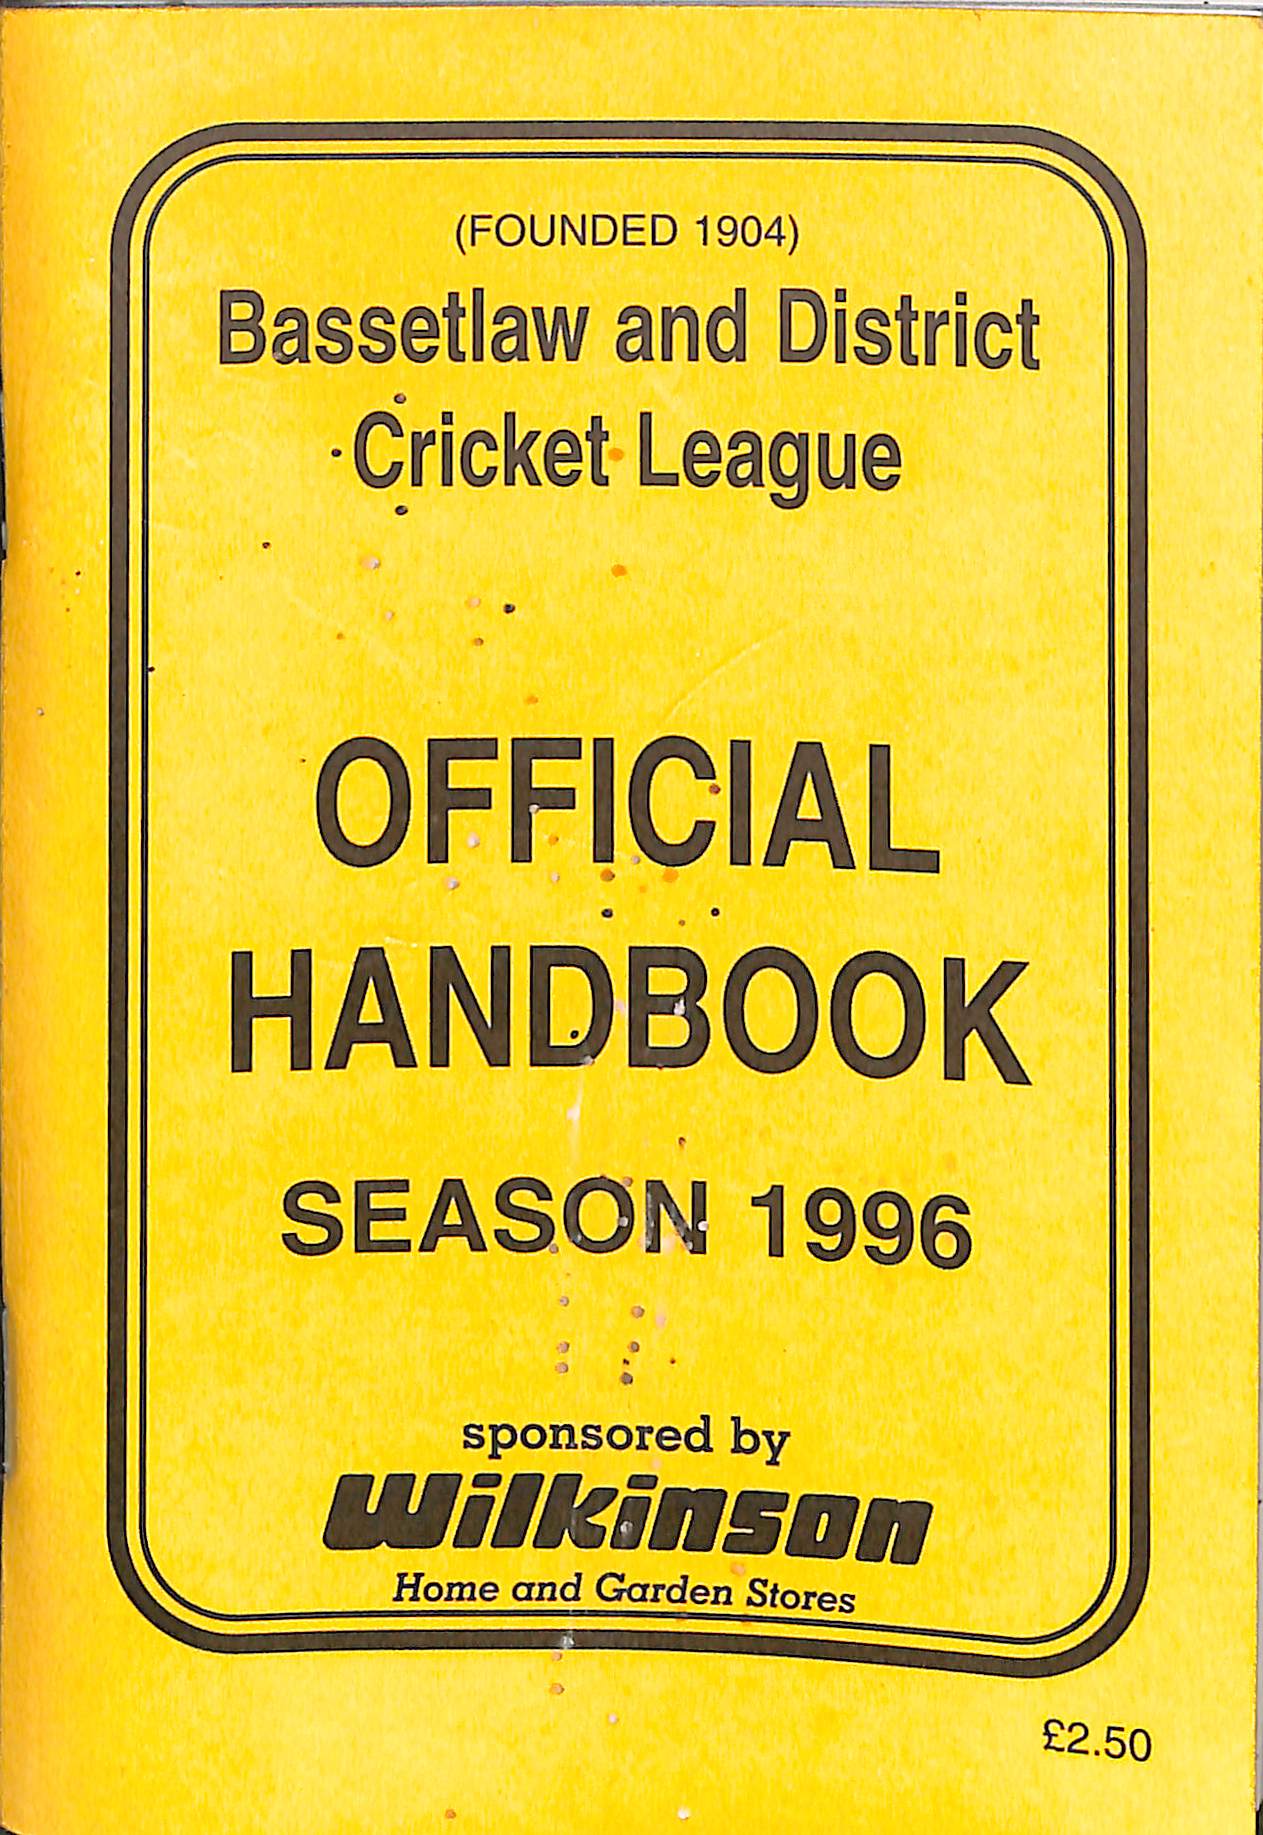 (FOUNDED 1904)
Bassetlaw and District
Cricket League
OFFICIAL
HANDBOOK
SEASON 1996
sponsored by
Wilkinson
Home and Garden Stores
£2.50